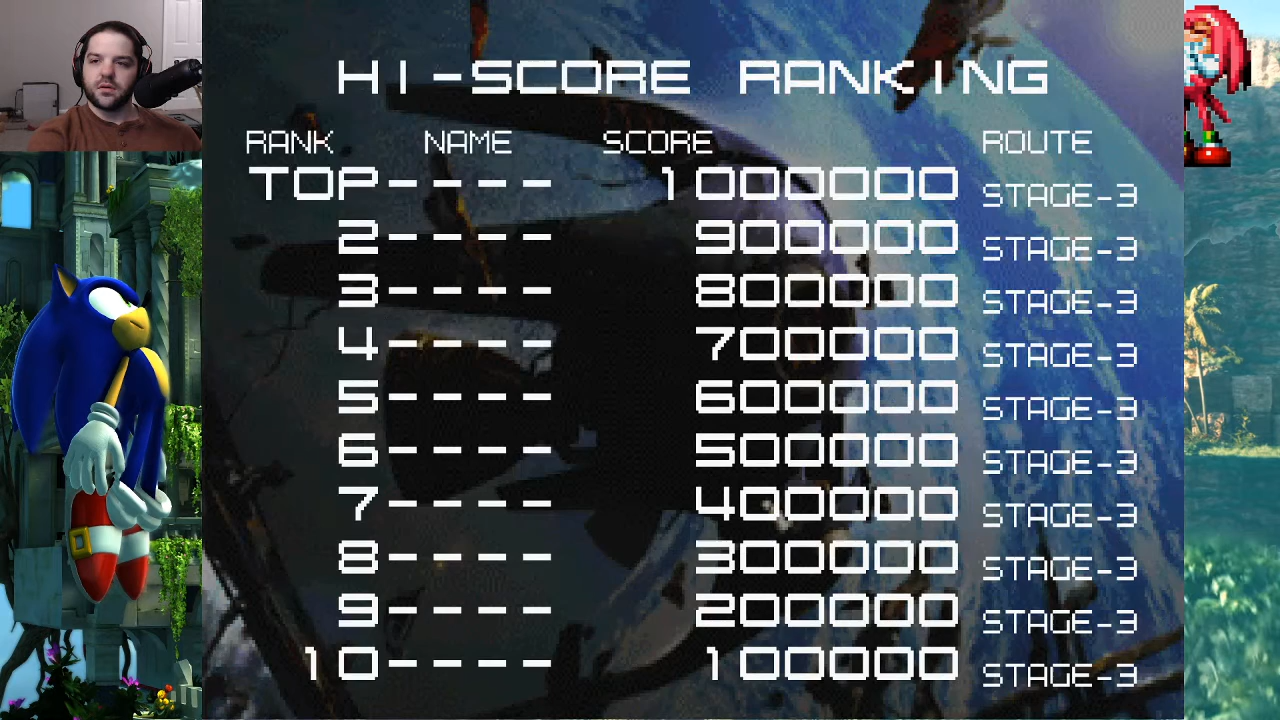 HI-SCORE RANKING
RANK NAME SCORE ROUTE
TOP---- 1000000 STAGE-3
2---- 900000 STAGE-3
3---- 800000 STAGE-3
4---- 700000 STAGE-3
5---- 600000 STAGE-3
6---- 500000 STAGE-3
7---- 400000 STAGE-3
8---- 300000 STAGE-3
9---- 200000 STAGE-3
10---- 100000 STAGE-3